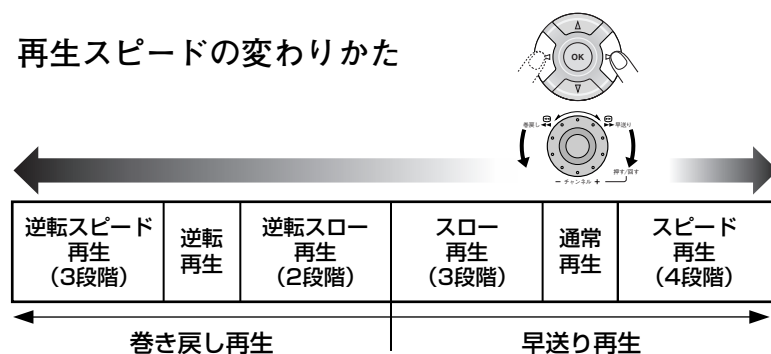 再生スピードの変わりかた
OK
巻戻し
早送り
押す/回す
− チャンネル +
逆転スピード
再生
(3段階)
逆転
再生
逆転スロー
再生
(2段階)
スロー
再生
(3段階)
通常
再生
スピード
再生
(4段階)
巻き戻し再生
早送り再生